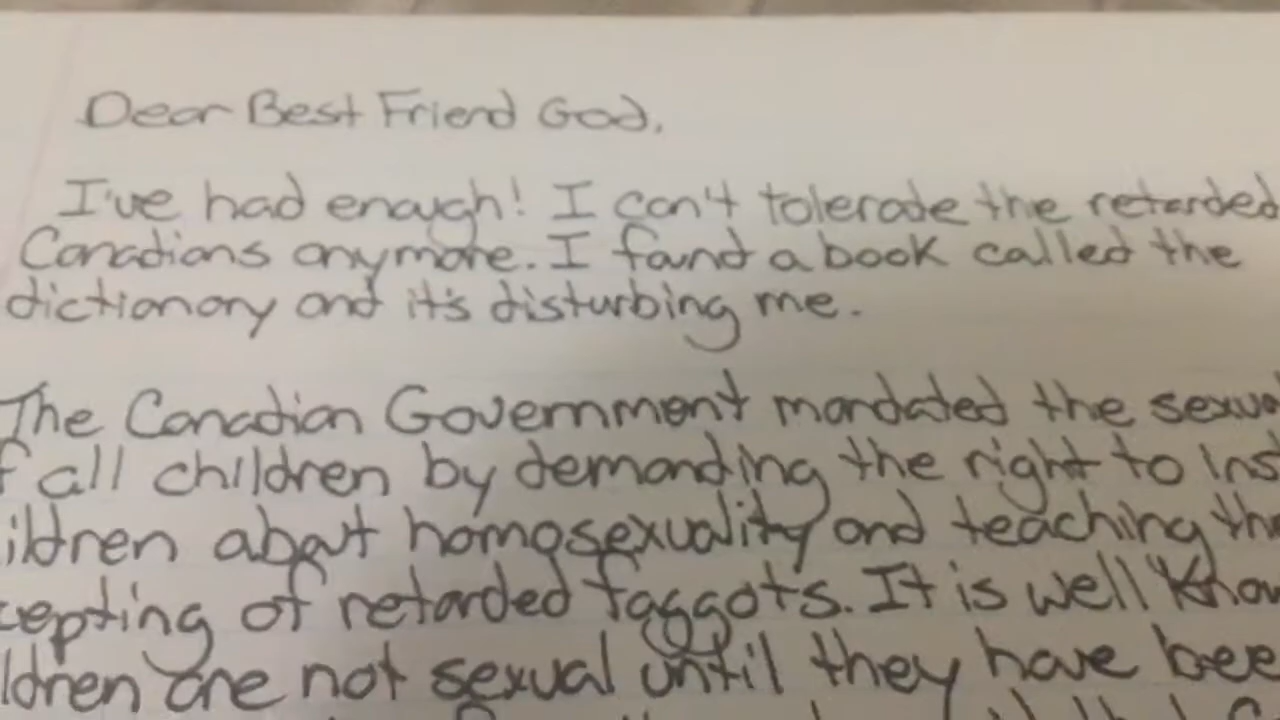 Dear Best Friend God,
I've had enough! I can't tolerate the retarded
Canadians anymore. I found a book called the
dictionary and it's disturbing me.
The Canadian Government mandated the
all children by demanding the right to
about homosexuality and teaching
of retarded faggots. It is well
are not sexual until they have